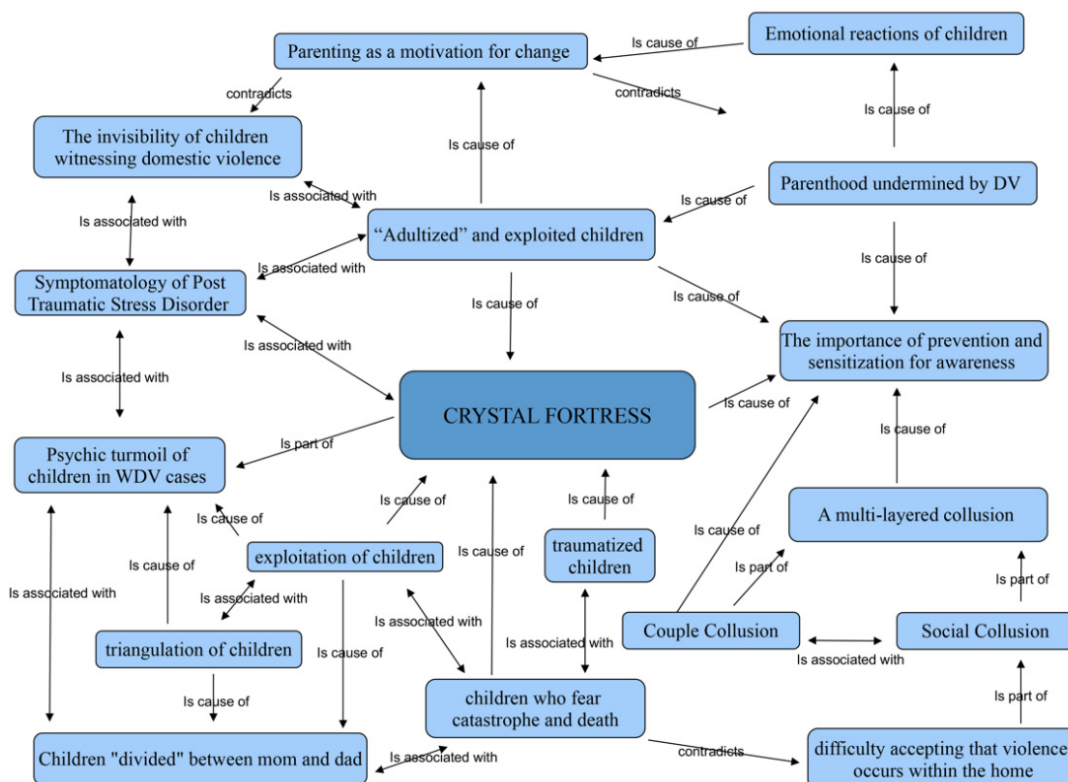 Emotional reactions of children
Is cause of
Parenting as a motivation for change
contradicts
contradicts
Is cause of
The invisibility of children
witnessing domestic violence
Is cause of
Parenthood undermined by DV
Is associated with
Is cause of
Is associated with
"Adultized" and exploited children
Is cause of
Is associated with
Symptomatology of Post
Traumatic Stress Disorder
Is cause of
Is cause of
Is associated with
The importance of prevention and
sensitization for awareness
Is associated with
CRYSTAL FORTRESS
Is cause of
Is cause of
Is part of
Psychic turmoil of
children in WDV cases
Is cause of
Is cause of
A multi-layered collusion
Is cause of
Is cause of
traumatized
children
exploitation of children
Is cause of
Is cause of
Is part of
Is part of
Is associated with
Is associated with
Is associated with
Couple Collusion
Social Collusion
triangulation of children
Is cause of
Is associated with
Is associated with
Is cause of
children who fear
catastrophe and death
Is part of
Children "divided" between mom and dad
Is associated with
contradicts
difficulty accepting that violence
occurs within the home